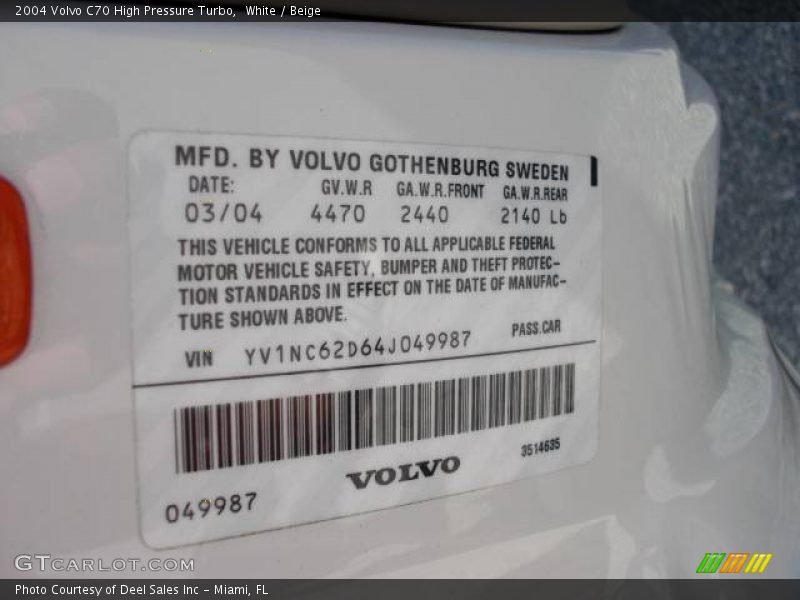 2004 Volvo C70 High Pressure Turbo,  White / Beige
MFD. BY VOLVO GOTHENBURG SWEDEN
DATE: GV.W.R GA.W.R.FRONT GA.W.R.REAR
03/04 4470 2440 2140 Lb
THIS VEHICLE CONFORMS TO ALL APPLICABLE FEDERAL
MOTOR VEHICLE SAFETY, BUMPER AND THEFT PROTEC-
TION STANDARDS IN EFFECT ON THE DATE OF MANUFAC-
TURE SHOWN ABOVE.
VIN YV1NC62D64J049987 PASS.CAR
049987 VOLVO 3514635
GTCARLOT.COM
Photo Courtesy of Deel Sales Inc – Miami, FL